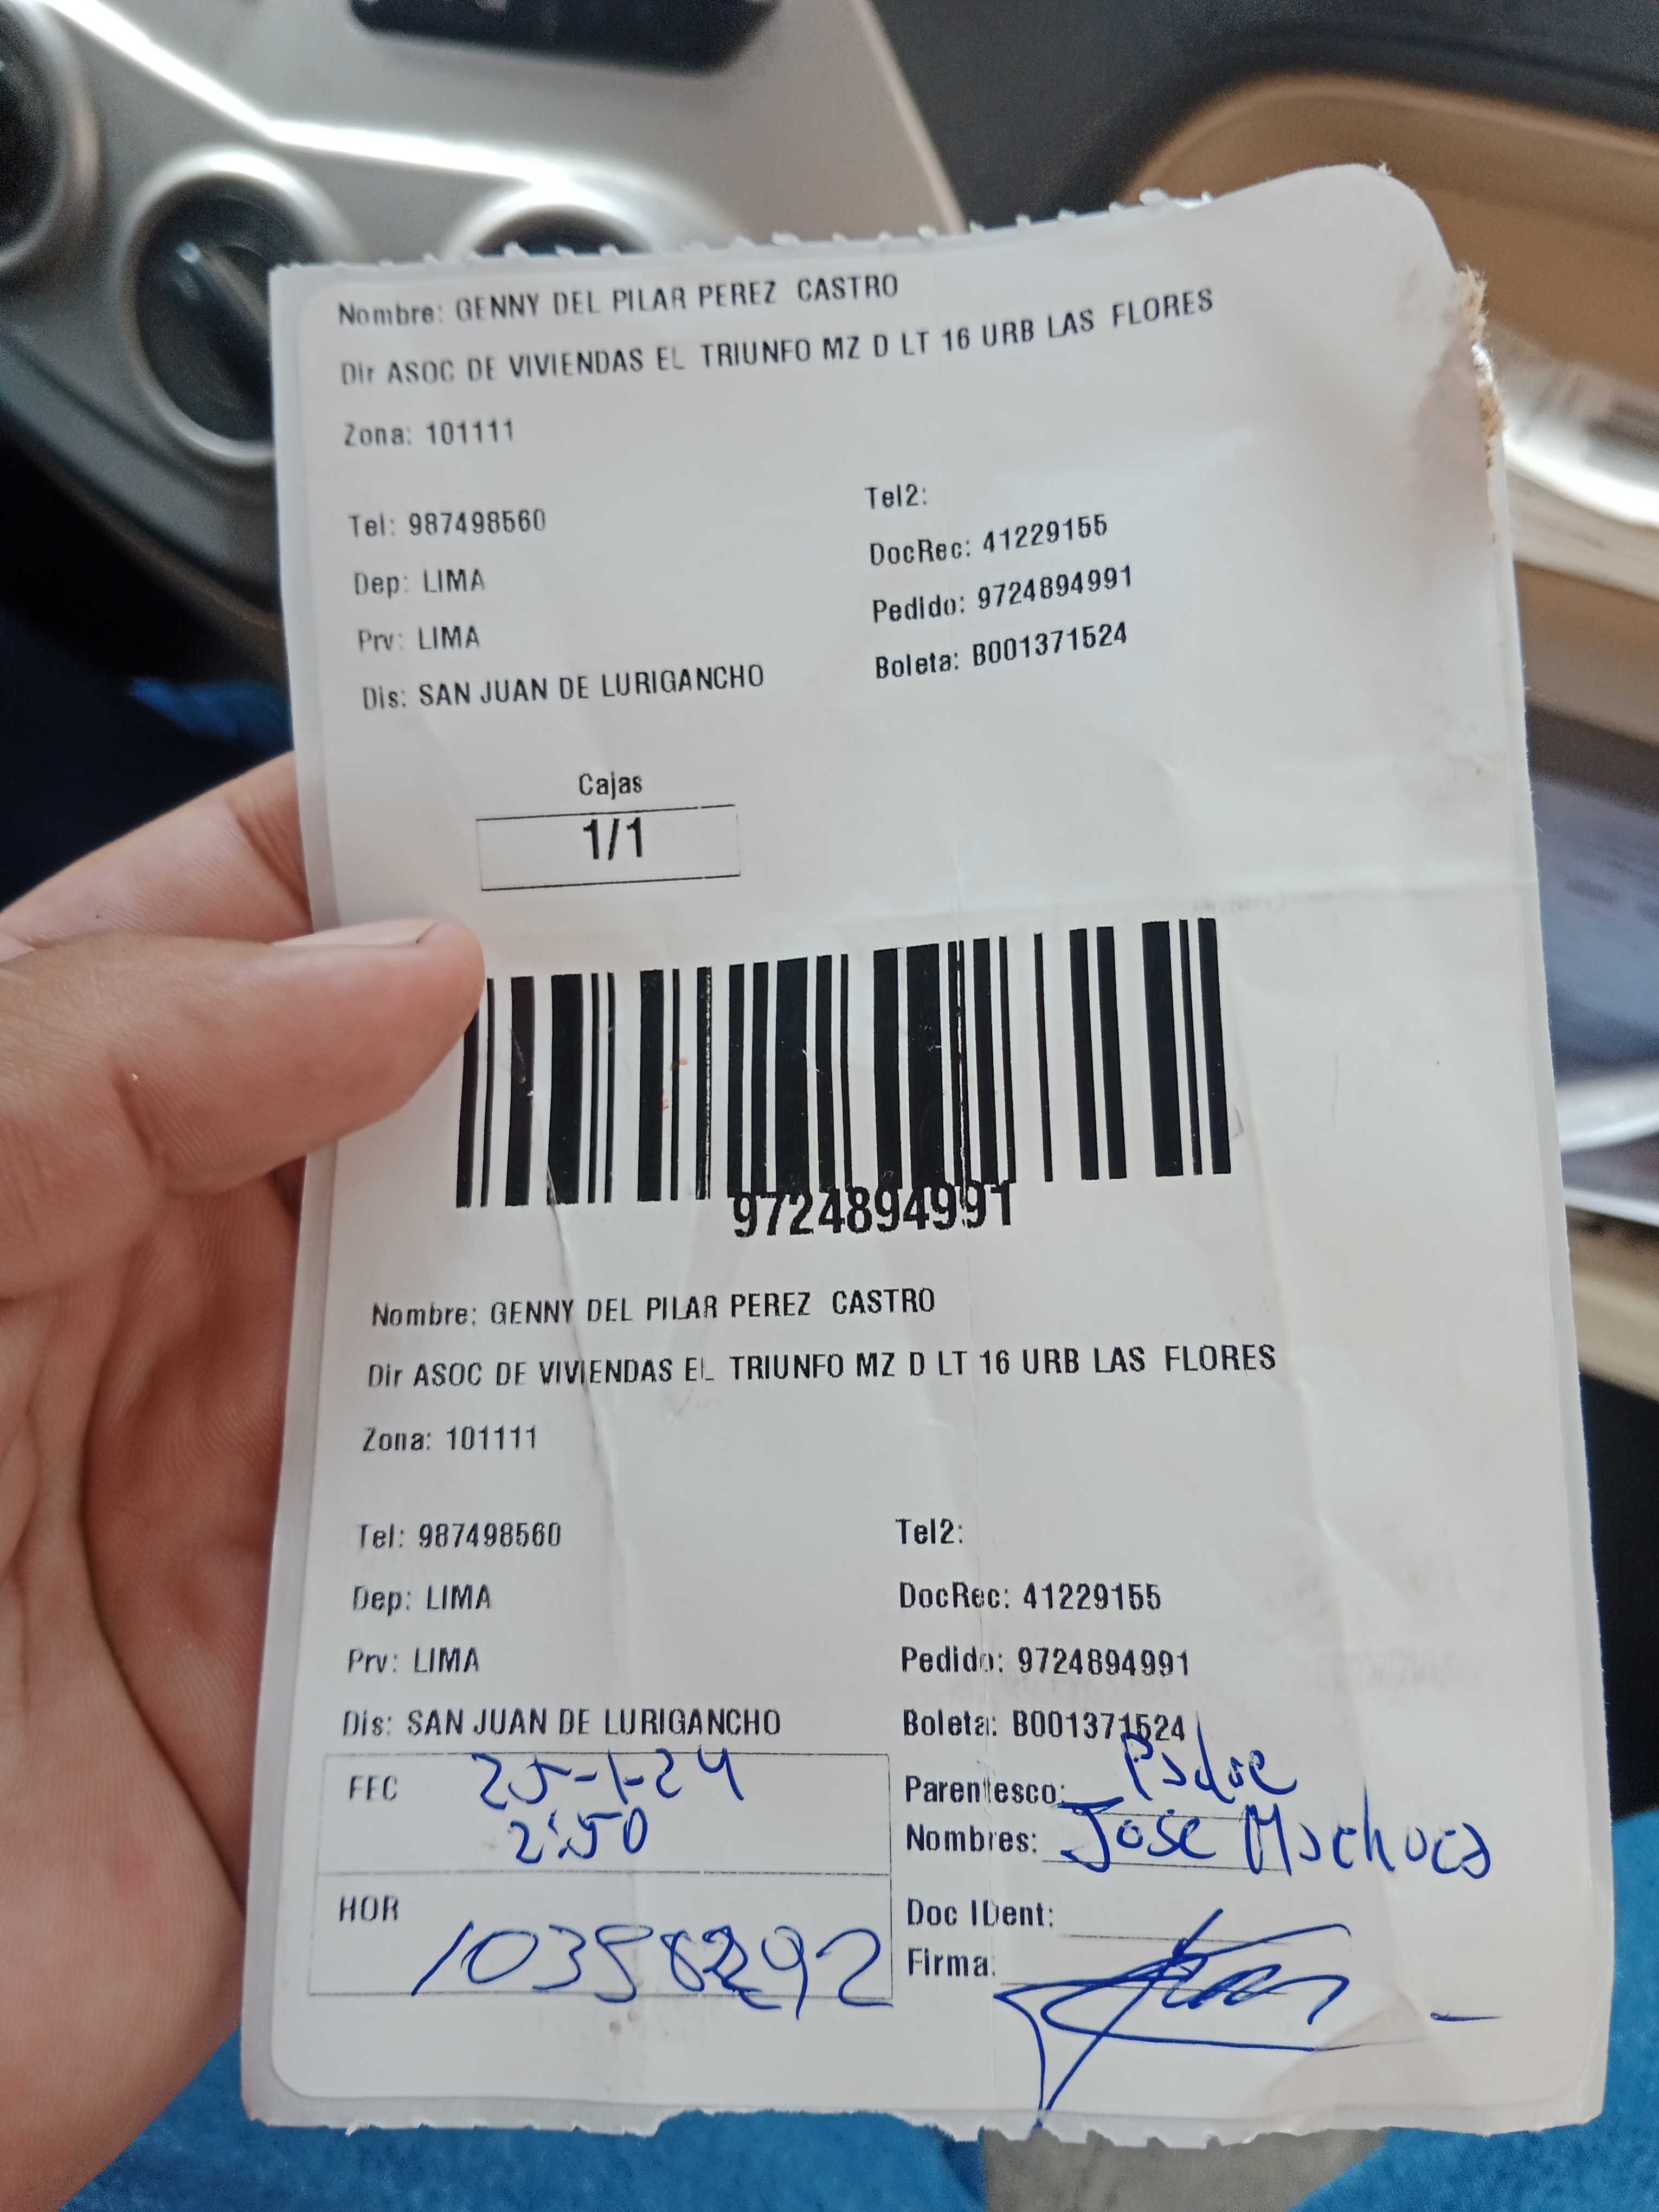 Nombre: GENNY DEL PILAR PEREZ CASTRO
Dir ASOC DE VIVIENDAS EL TRIUNFO MZ D LT 16 URB LAS FLORES
Zona: 101111
Tel: 987498560
Tel2:
Dep: LIMA
DocRec: 41229155
Prv: LIMA
Pedido: 9724894991
Dis: SAN JUAN DE LURIGANCHO
Boleta: B001371524
Cajas
1/1
9724894991
Nombre: GENNY DEL PILAR PEREZ CASTRO
Dir ASOC DE VIVIENDAS EL TRIUNFO MZ D LT 16 URB LAS FLORES
Zona: 101111
Tel: 987498560
Tel2:
Dep: LIMA
DocRec: 41229155
Prv: LIMA
Pedido: 9724894991
Dis: SAN JUAN DE LURIGANCHO
Boleta: B001371524
FEC 25-1-24
2:50
Parentesco: Padre
Nombres: Jose Machuca
HOR
Doc IDent:
Firma: